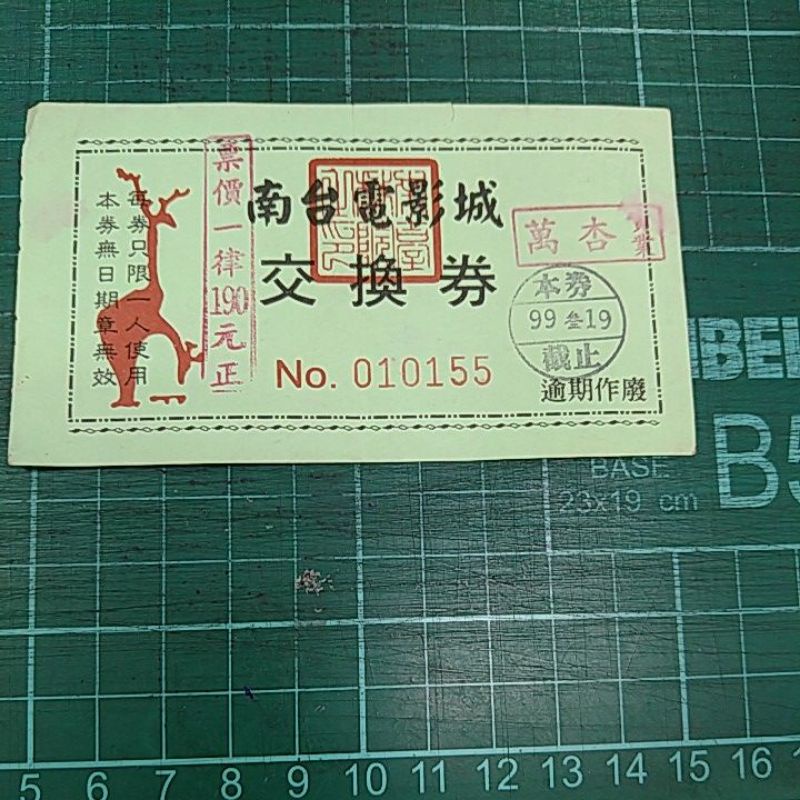 南台電影城
交換券
No. 010155
票價一律190元正
每券只限一人使用
本券無日期章無效
萬杏
本券
99 叁 19
截止
逾期作廢
BASE
23x19 cm
B5
5 6 7 8 9 10 11 12 13 14 15 16